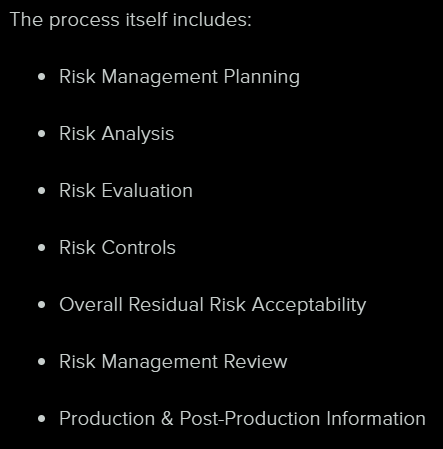 The process itself includes:
• Risk Management Planning
• Risk Analysis
• Risk Evaluation
• Risk Controls
• Overall Residual Risk Acceptability
• Risk Management Review
• Production & Post-Production Information